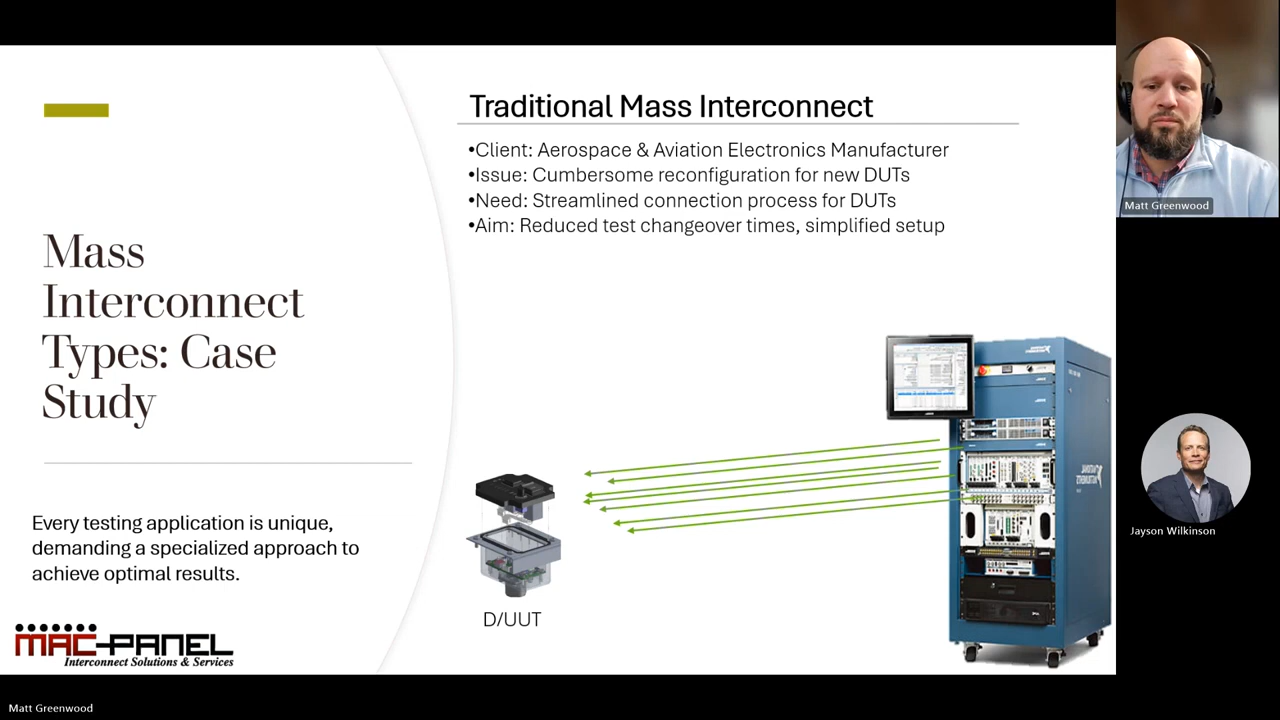 Traditional Mass Interconnect
•Client: Aerospace & Aviation Electronics Manufacturer
•Issue: Cumbersome reconfiguration for new DUTs
•Need: Streamlined connection process for DUTs
•Aim: Reduced test changeover times, simplified setup
Mass
Interconnect
Types: Case
Study
Every testing application is unique,
demanding a specialized approach to
achieve optimal results.
D/UUT
MAC-PANEL
Interconnect Solutions & Services
Matt Greenwood
Jayson Wilkinson
Matt Greenwood